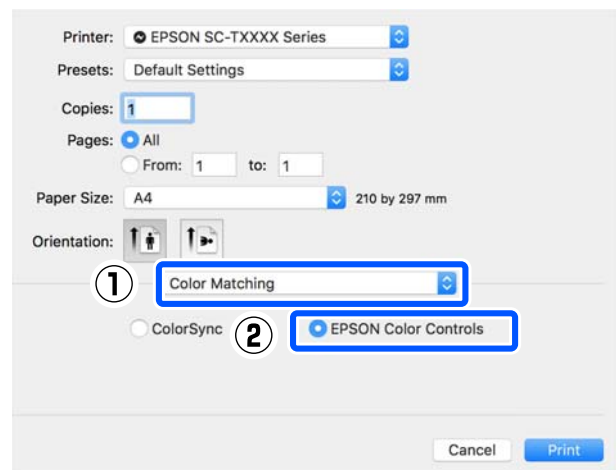 Printer: EPSON SC-TXXXX Series
Presets: Default Settings
Copies: 1
Pages: All
From: 1 to: 1
Paper Size: A4 210 by 297 mm
Orientation:
1 Color Matching
ColorSync 2 EPSON Color Controls
Cancel Print